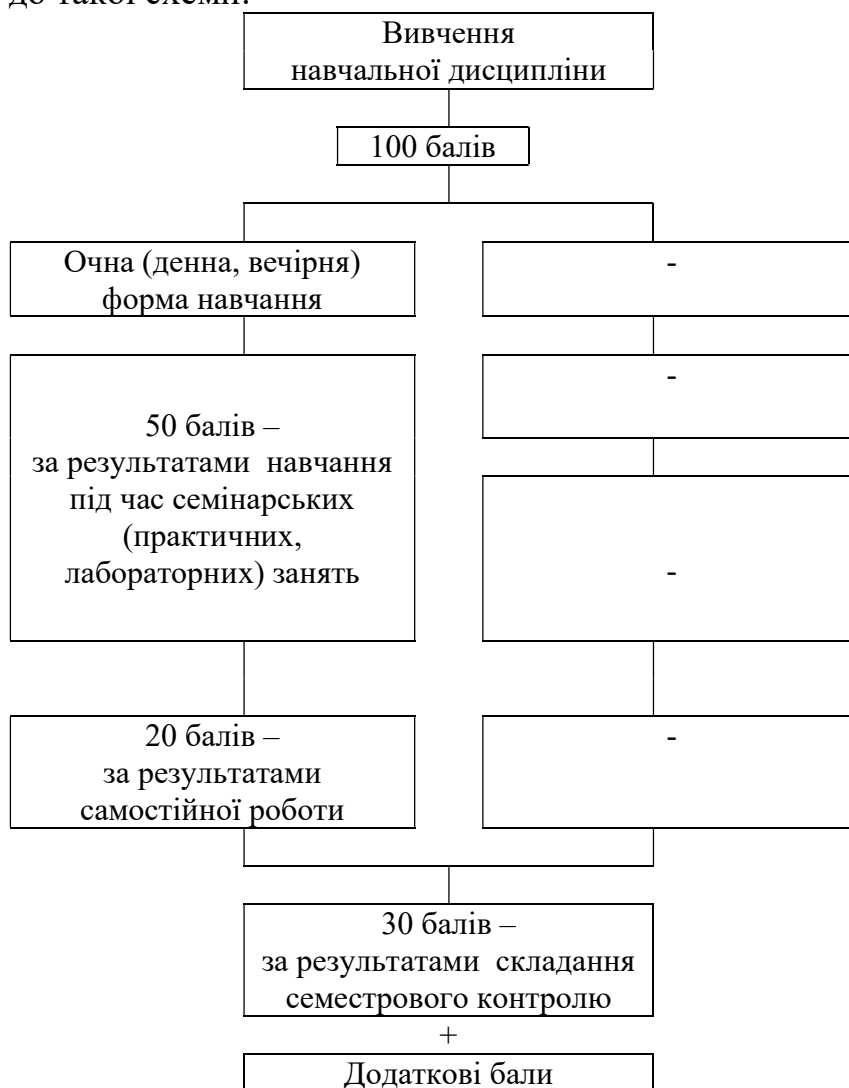 до такої схеми:
Вивчення
навчальної дисципліни
100 балів
Очна (денна, вечірня)
форма навчання
-
50 балів –
за результатами навчання
під час семінарських
(практичних,
лабораторних) занять
-
-
20 балів –
за результатами
самостійної роботи
-
30 балів –
за результатами складання
семестрового контролю
+
Додаткові бали